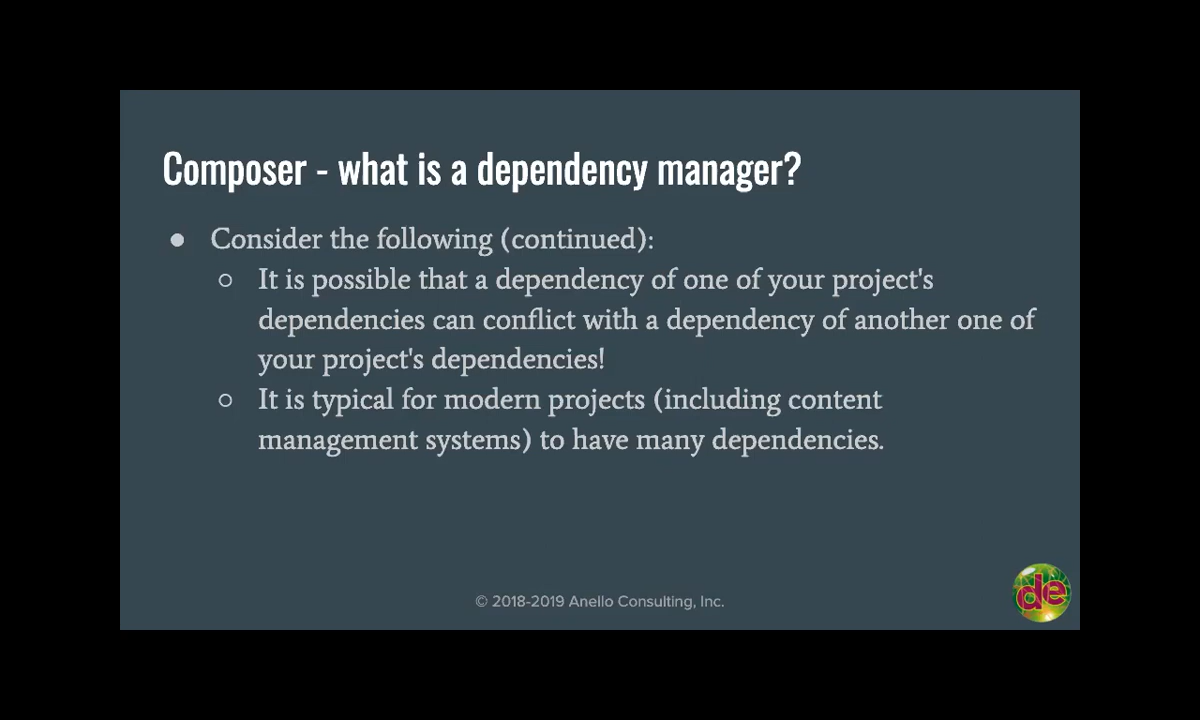 Composer - what is a dependency manager?
● Consider the following (continued):
○ It is possible that a dependency of one of your project's
dependencies can conflict with a dependency of another one of
your project's dependencies!
○ It is typical for modern projects (including content
management systems) to have many dependencies.
© 2018-2019 Anello Consulting, Inc.
de